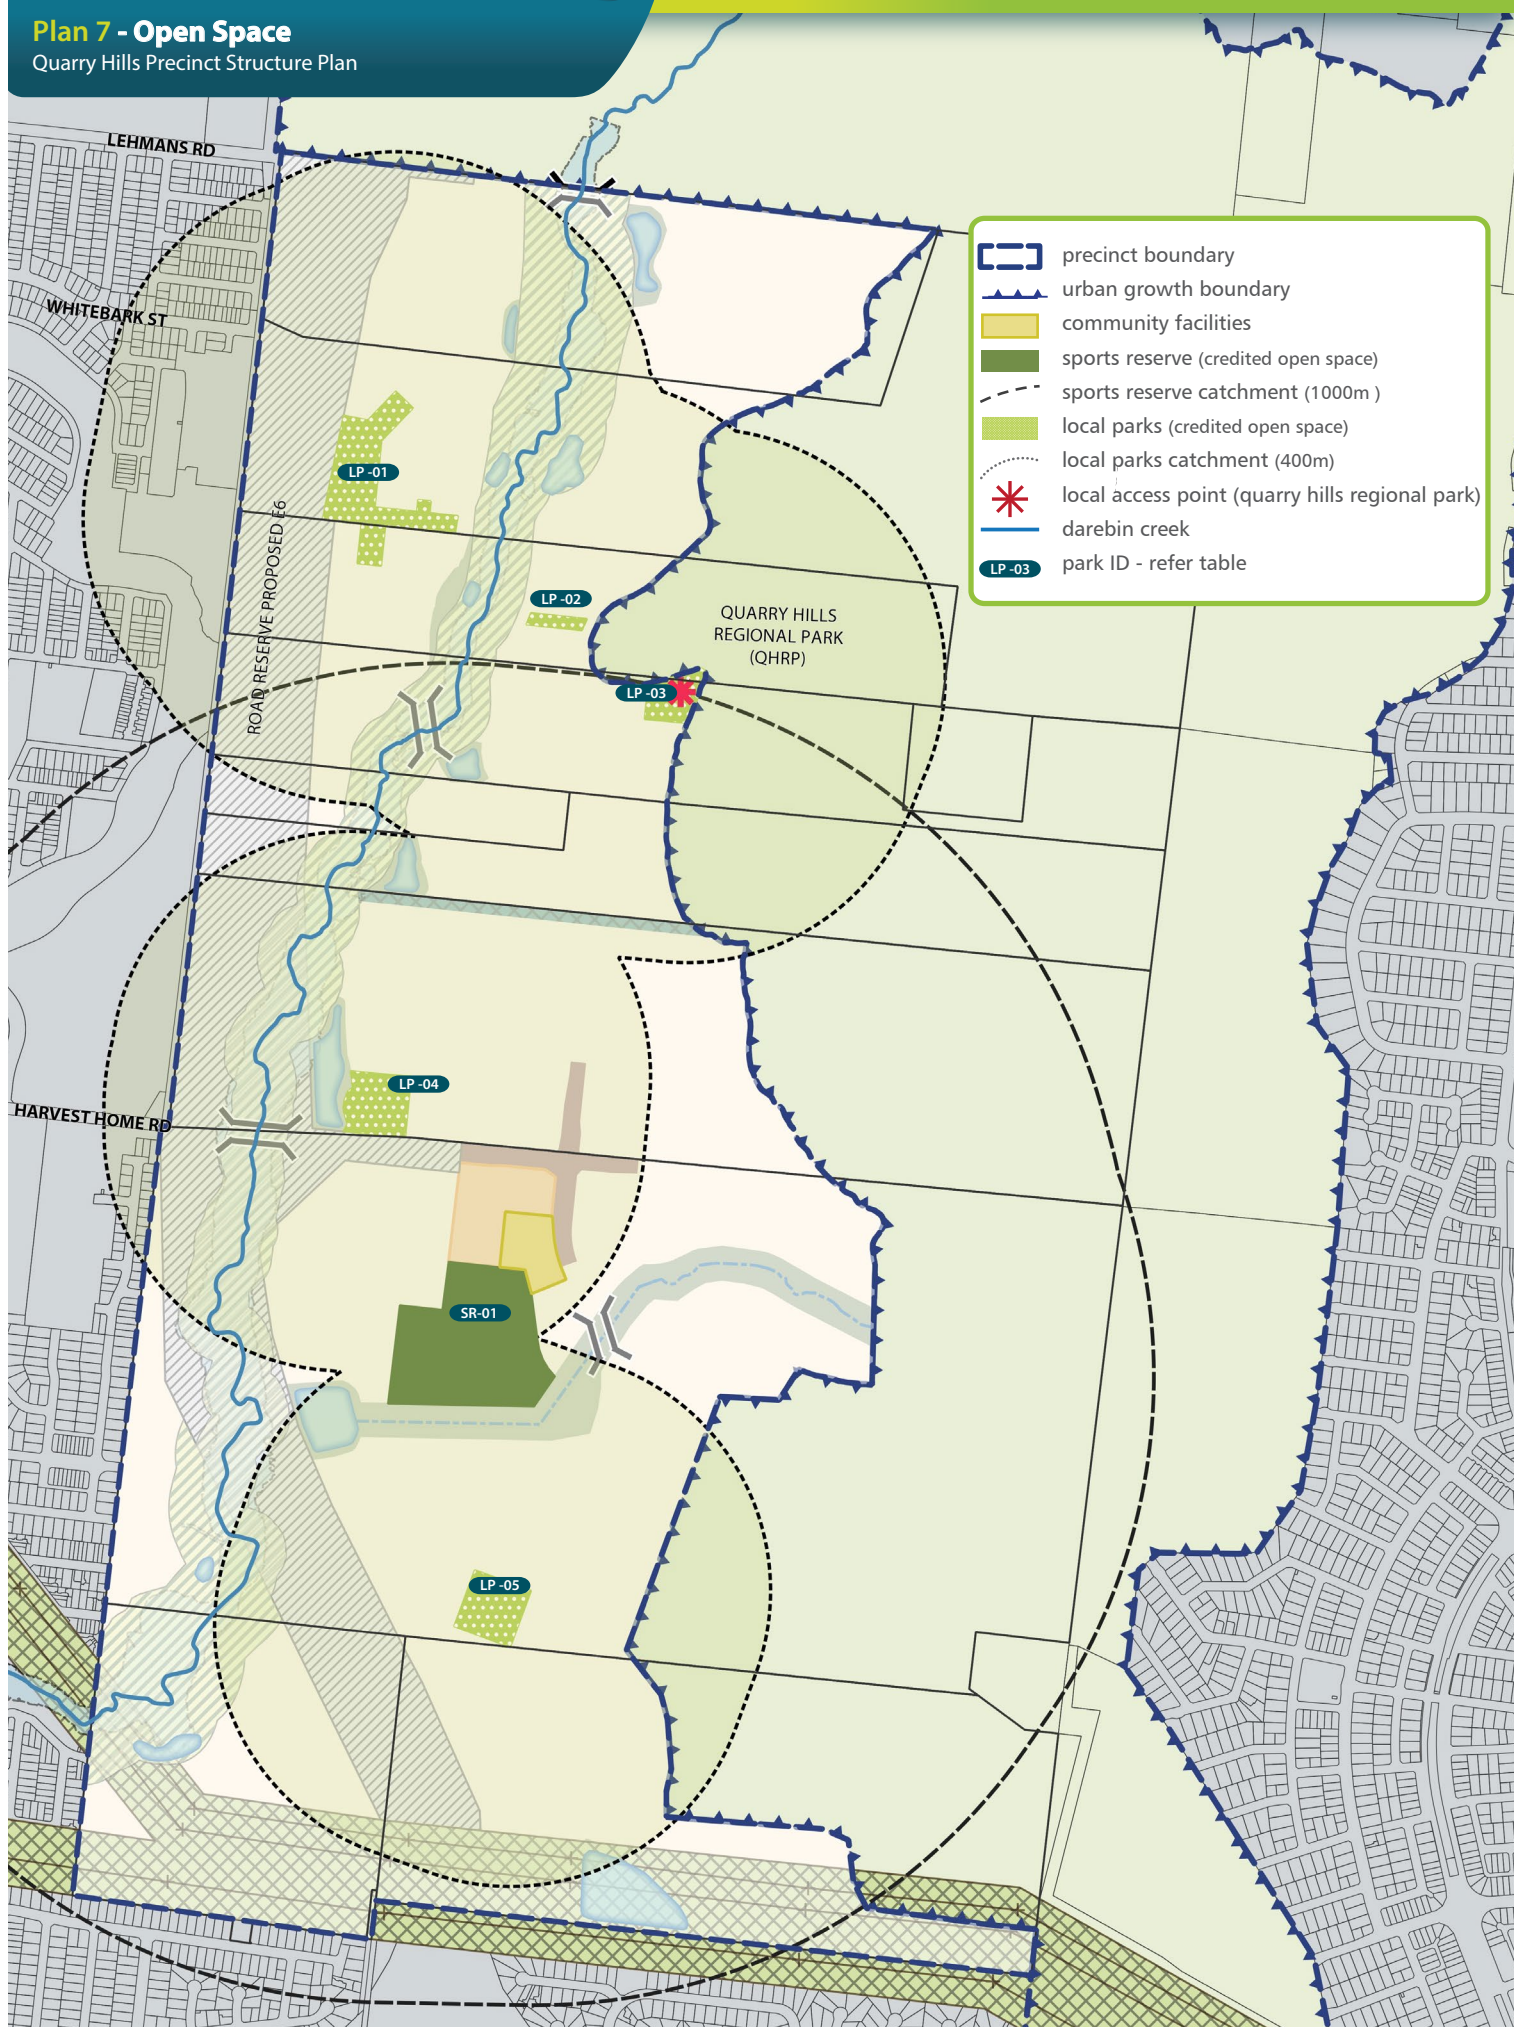 Plan 7 - Open Space
Quarry Hills Precinct Structure Plan
LEHMANS RD
WHITEBARK ST
precinct boundary
urban growth boundary
community facilities
sports reserve (credited open space)
sports reserve catchment (1000m )
local parks (credited open space)
local parks catchment (400m)
local access point (quarry hills regional park)
darebin creek
LP -03
park ID - refer table
LP -01
ROAD RESERVE PROPOSED E6
LP -02
QUARRY HILLS
REGIONAL PARK
(QHRP)
LP -03
LP -04
HARVEST HOME RD
SR-01
LP -05